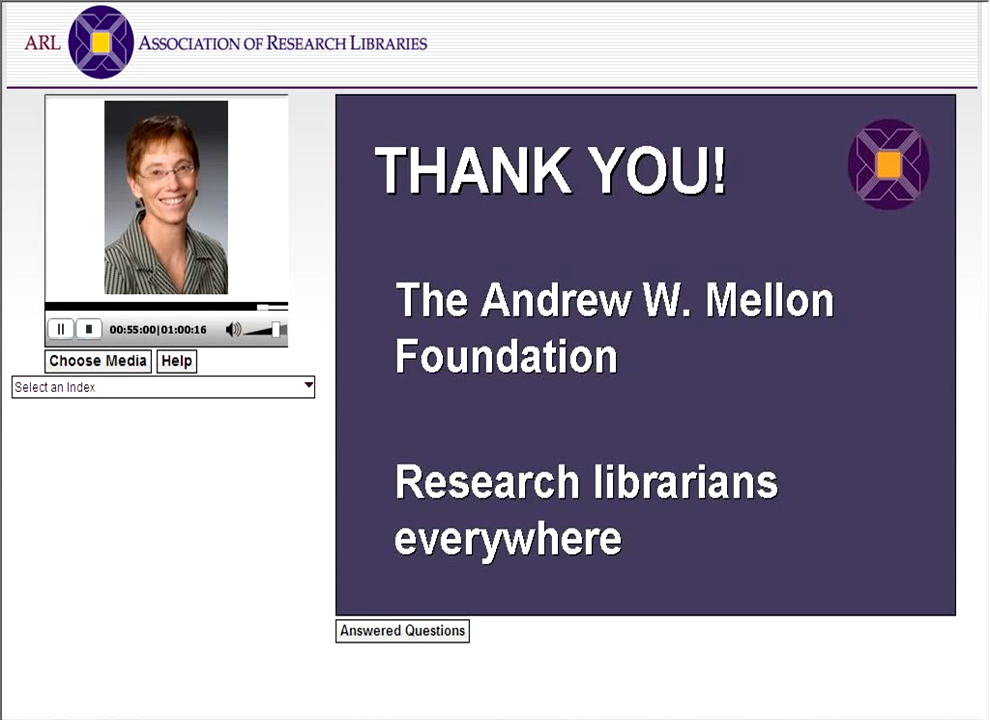 ARL ASSOCIATION OF RESEARCH LIBRARIES
00:55:00|01:00:16
Choose Media Help
Select an Index
THANK YOU!
The Andrew W. Mellon
Foundation
Research librarians
everywhere
Answered Questions